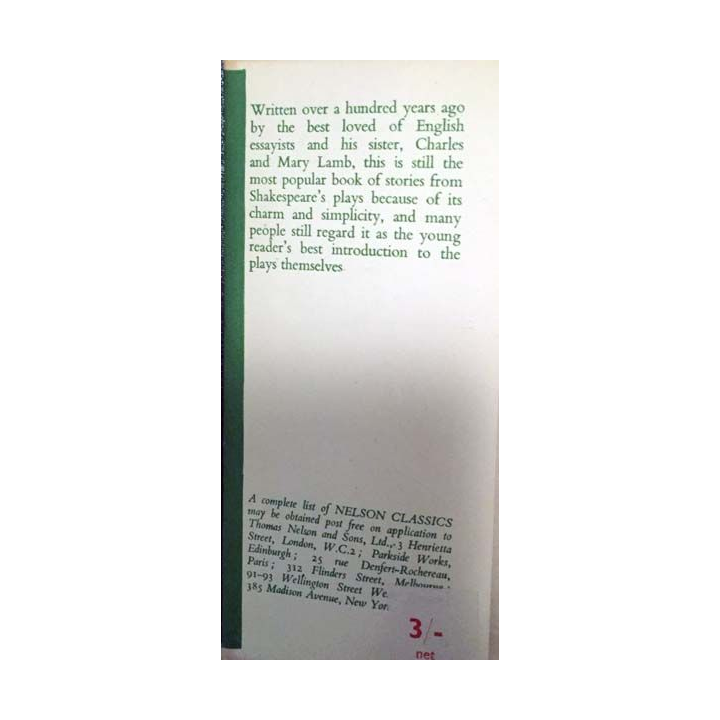 Written over a hundred years ago
by the best loved of English
essayists and his sister, Charles
and Mary Lamb, this is still the
most popular book of stories from
Shakespeare's plays because of its
charm and simplicity, and many
people still regard it as the young
reader's best introduction to the
plays themselves
A complete list of NELSON CLASSICS
may be obtained post free on application to
Thomas Nelson and Sons, Ltd., 3 Henrietta
Street, London, W.C.2; Parkside Works,
Edinburgh; 25 rue Denfert-Rochereau,
Paris; 312 Flinders Street,
91-93 Wellington Street We
385 Madison Avenue, New Yor
3/-
net